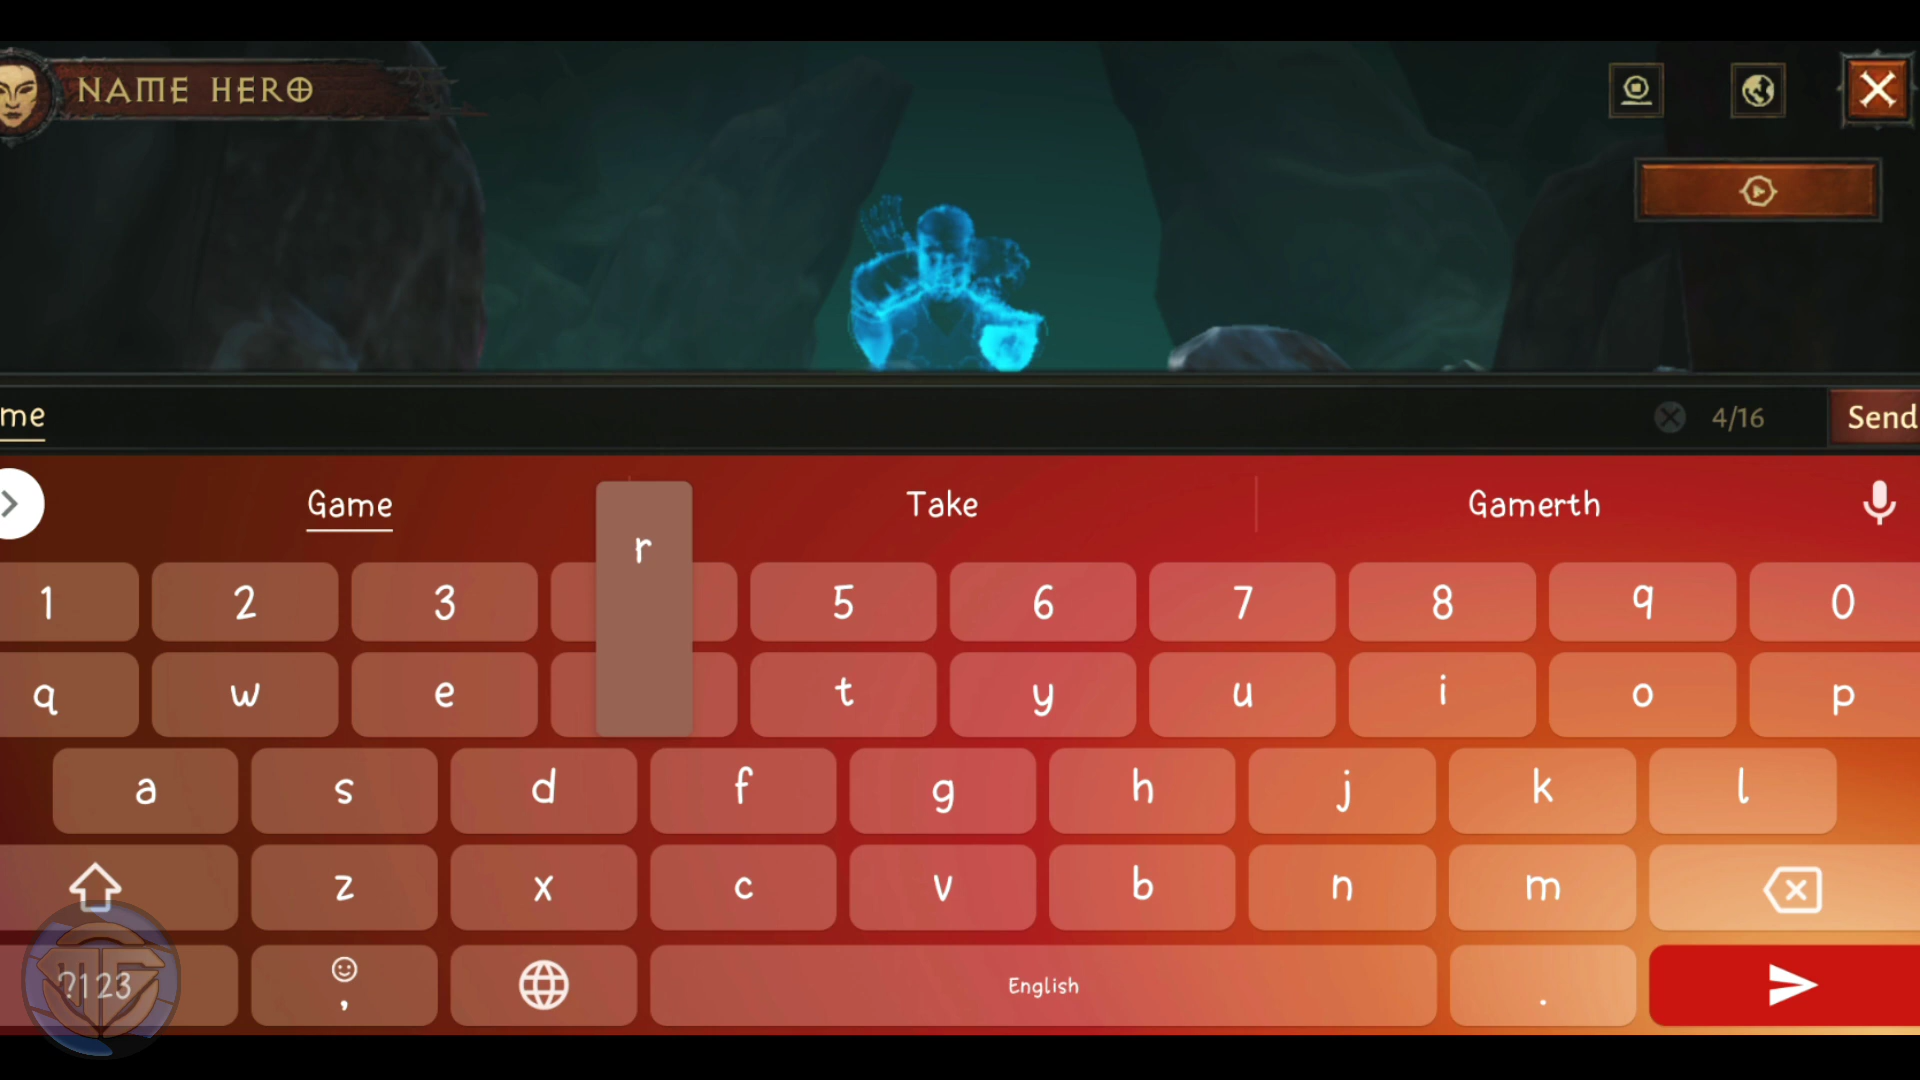 NAME HERO
me
4/16
Send
Game
Take
Gamerth
r
1 2 3 5 6 7 8 9 0
q w e t y u i o p
a s d f g h j k l
z x c v b n m
?123
,
English
.